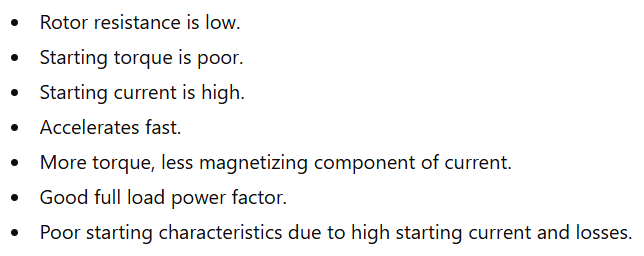 • Rotor resistance is low.
• Starting torque is poor.
• Starting current is high.
• Accelerates fast.
• More torque, less magnetizing component of current.
• Good full load power factor.
• Poor starting characteristics due to high starting current and losses.